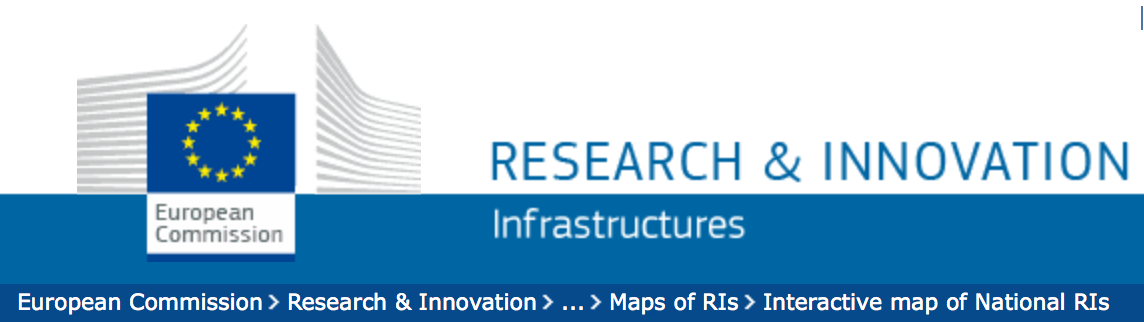 RESEARCH & INNOVATION
Infrastructures
European
Commission
European Commission > Research & Innovation > ... > Maps of RIs > Interactive map of National RIs